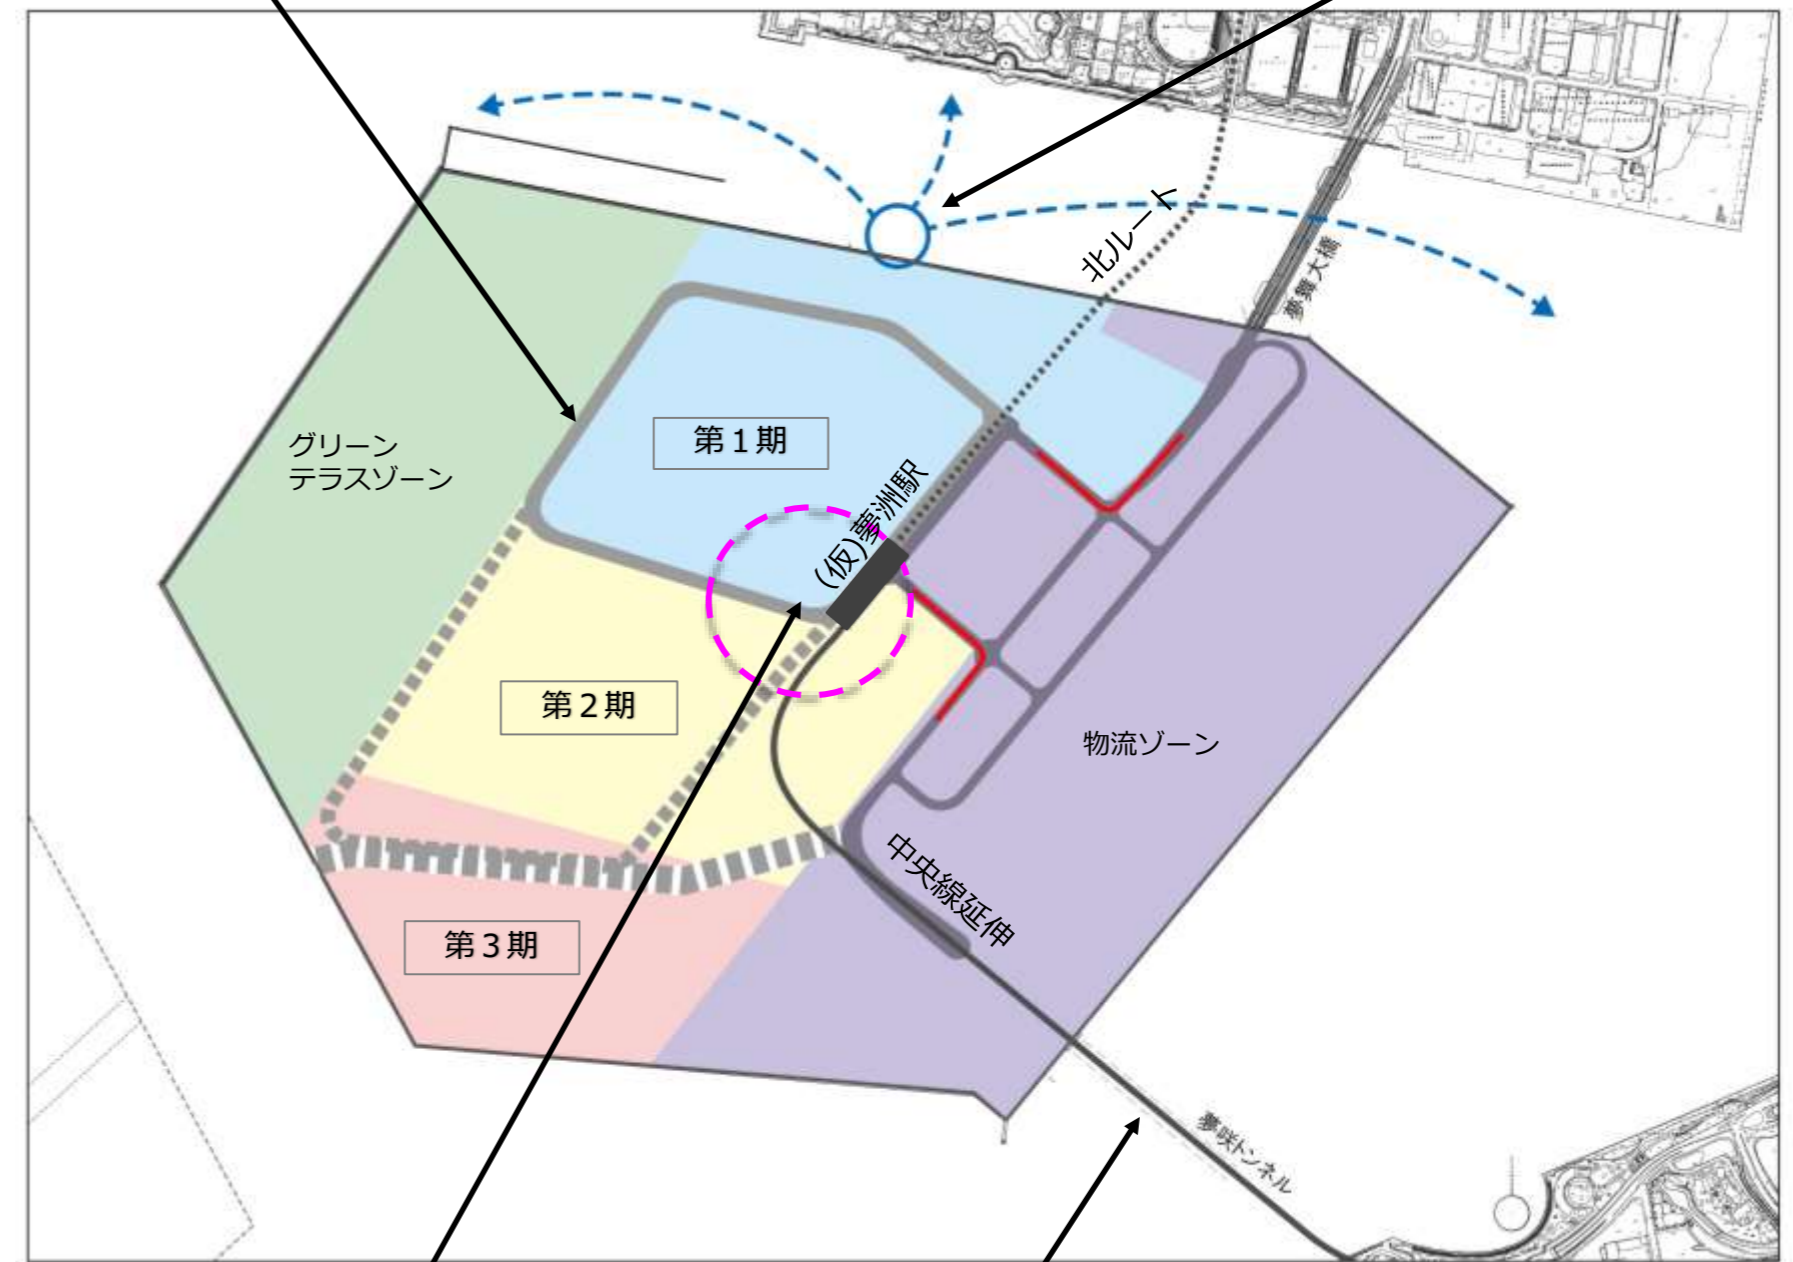 北ルート
夢舞大橋
グリーン
テラスゾーン
第1期
(仮)夢洲駅
第2期
物流ゾーン
中央線延伸
第3期
夢咲トンネル